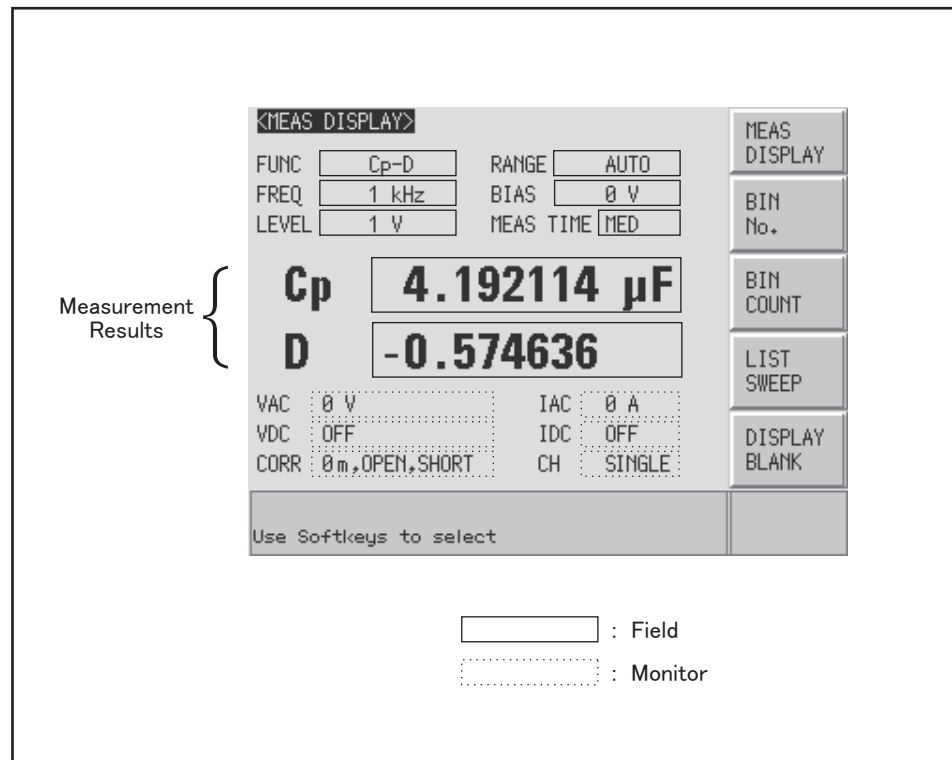 <MEAS DISPLAY>
FUNC Cp-D RANGE AUTO
FREQ 1 kHz BIAS 0 V
LEVEL 1 V MEAS TIME MED
Measurement
Results
Cp 4.192114 µF
D -0.574636
VAC : 0 V IAC : 0 A
VDC : OFF IDC : OFF
CORR : 0 m,OPEN,SHORT CH SINGLE
Use Softkeys to select
MEAS
DISPLAY
BIN
No.
BIN
COUNT
LIST
SWEEP
DISPLAY
BLANK
: Field
: Monitor